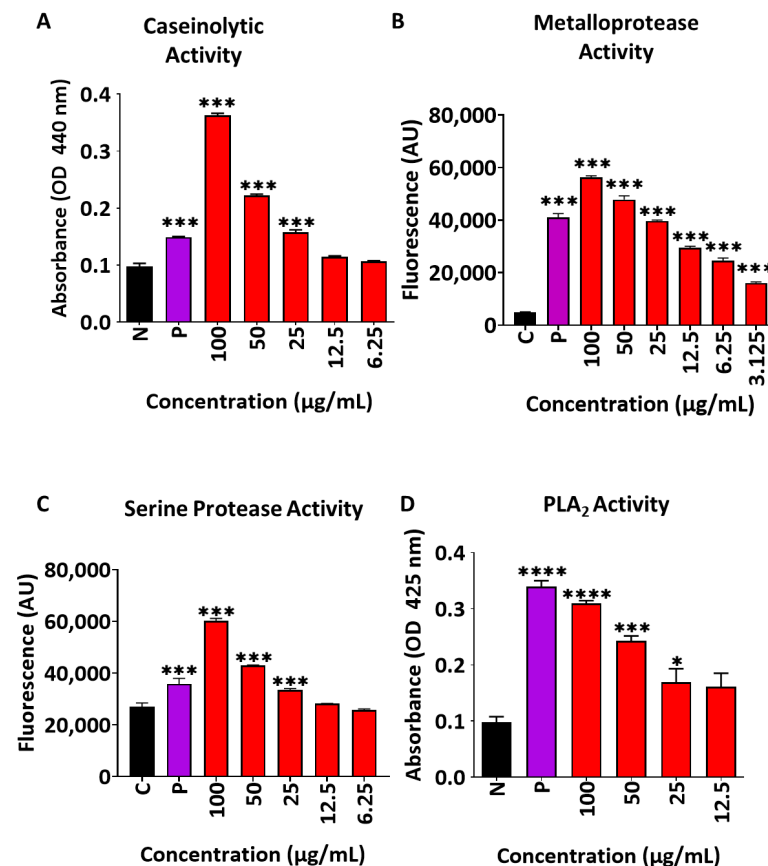 A
Caseinolytic
Activity
Absorbance (OD 440 nm)
0.4
0.3
0.2
0.1
0.0
***
***
***
***
N
P
100
50
25
12.5
6.25
Concentration (μg/mL)
B
Metalloprotease
Activity
Fluorescence (AU)
80,000
60,000
40,000
20,000
0
***
***
***
***
***
***
***
C
P
100
50
25
12.5
6.25
3.125
Concentration (μg/mL)
C
Serine Protease Activity
Fluorescence (AU)
80,000
60,000
40,000
20,000
0
***
***
***
***
C
P
100
50
25
12.5
6.25
Concentration (μg/mL)
D
PLA₂ Activity
Absorbance (OD 425 nm)
0.4
0.3
0.2
0.1
0.0
****
****
***
*
N
P
100
50
25
12.5
Concentration (μg/mL)